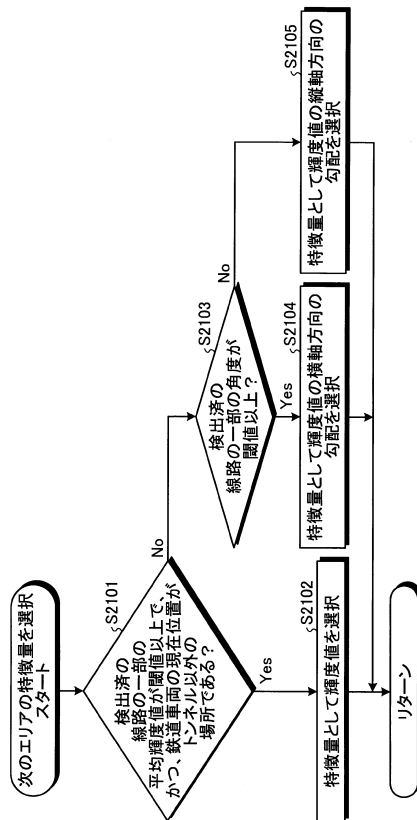 次のエリアの特徴量を選択
スタート
S2101
検出済の
線路の一部の
平均輝度値が閾値以上で、
かつ、鉄道車両の現在位置が
トンネル以外の
場所である？
No
Yes
S2102
特徴量として輝度値を選択
S2103
検出済の
線路の一部の角度が
閾値以上？
No
Yes
S2104
特徴量として輝度値の横軸方向の
勾配を選択
S2105
特徴量として輝度値の縦軸方向の
勾配を選択
リターン